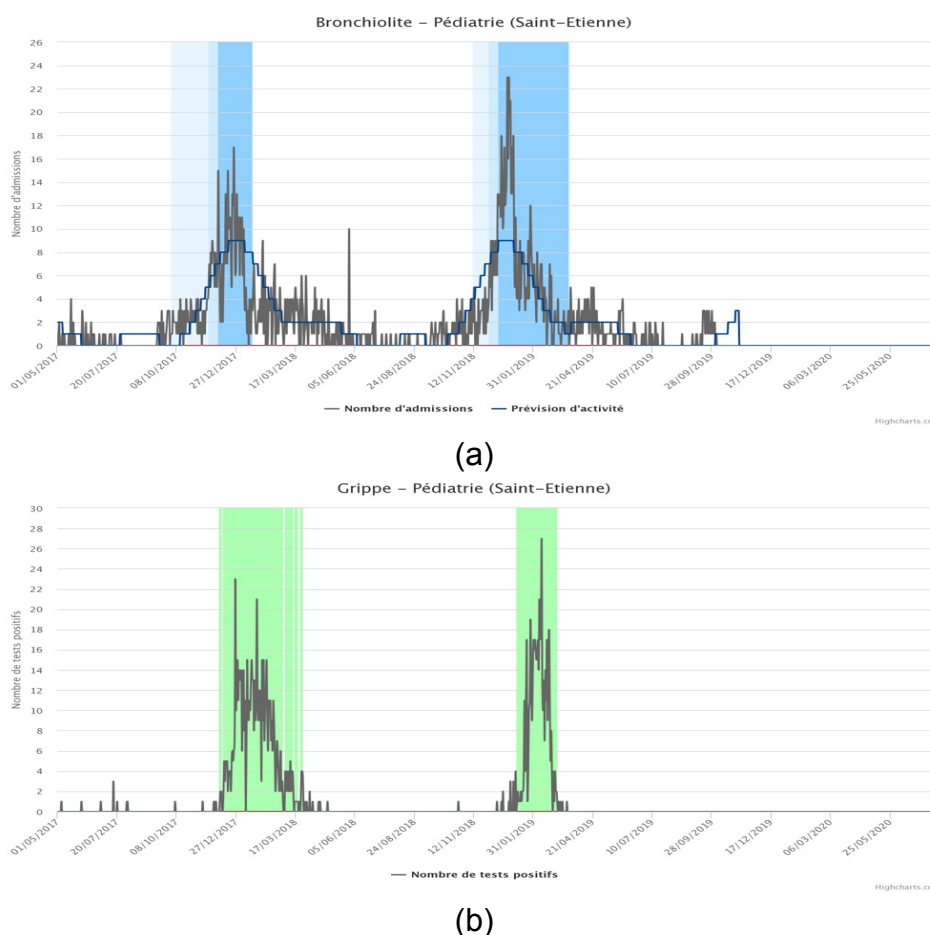 Bronchiolite – Pédiatrie (Saint-Etienne)
26
24
22
20
18
16
14
12
10
8
6
4
2
0
Nombre d'admissions
01/05/2017 20/07/2017 08/10/2017 27/12/2017 17/03/2018 05/06/2018 24/08/2018 12/11/2018 31/01/2019 21/04/2019 10/07/2019 28/09/2019 17/12/2019 06/03/2020 25/05/2020
Nombre d'admissions Prévision d'activité
Highcharts.c
(a)
Grippe – Pédiatrie (Saint-Etienne)
30
28
26
24
22
20
18
16
14
12
10
8
6
4
2
0
Nombre de tests positifs
01/05/2017 20/07/2017 08/10/2017 27/12/2017 17/03/2018 05/06/2018 24/08/2018 12/11/2018 31/01/2019 21/04/2019 10/07/2019 28/09/2019 17/12/2019 06/03/2020 25/05/2020
Nombre de tests positifs
Highcharts.c
(b)